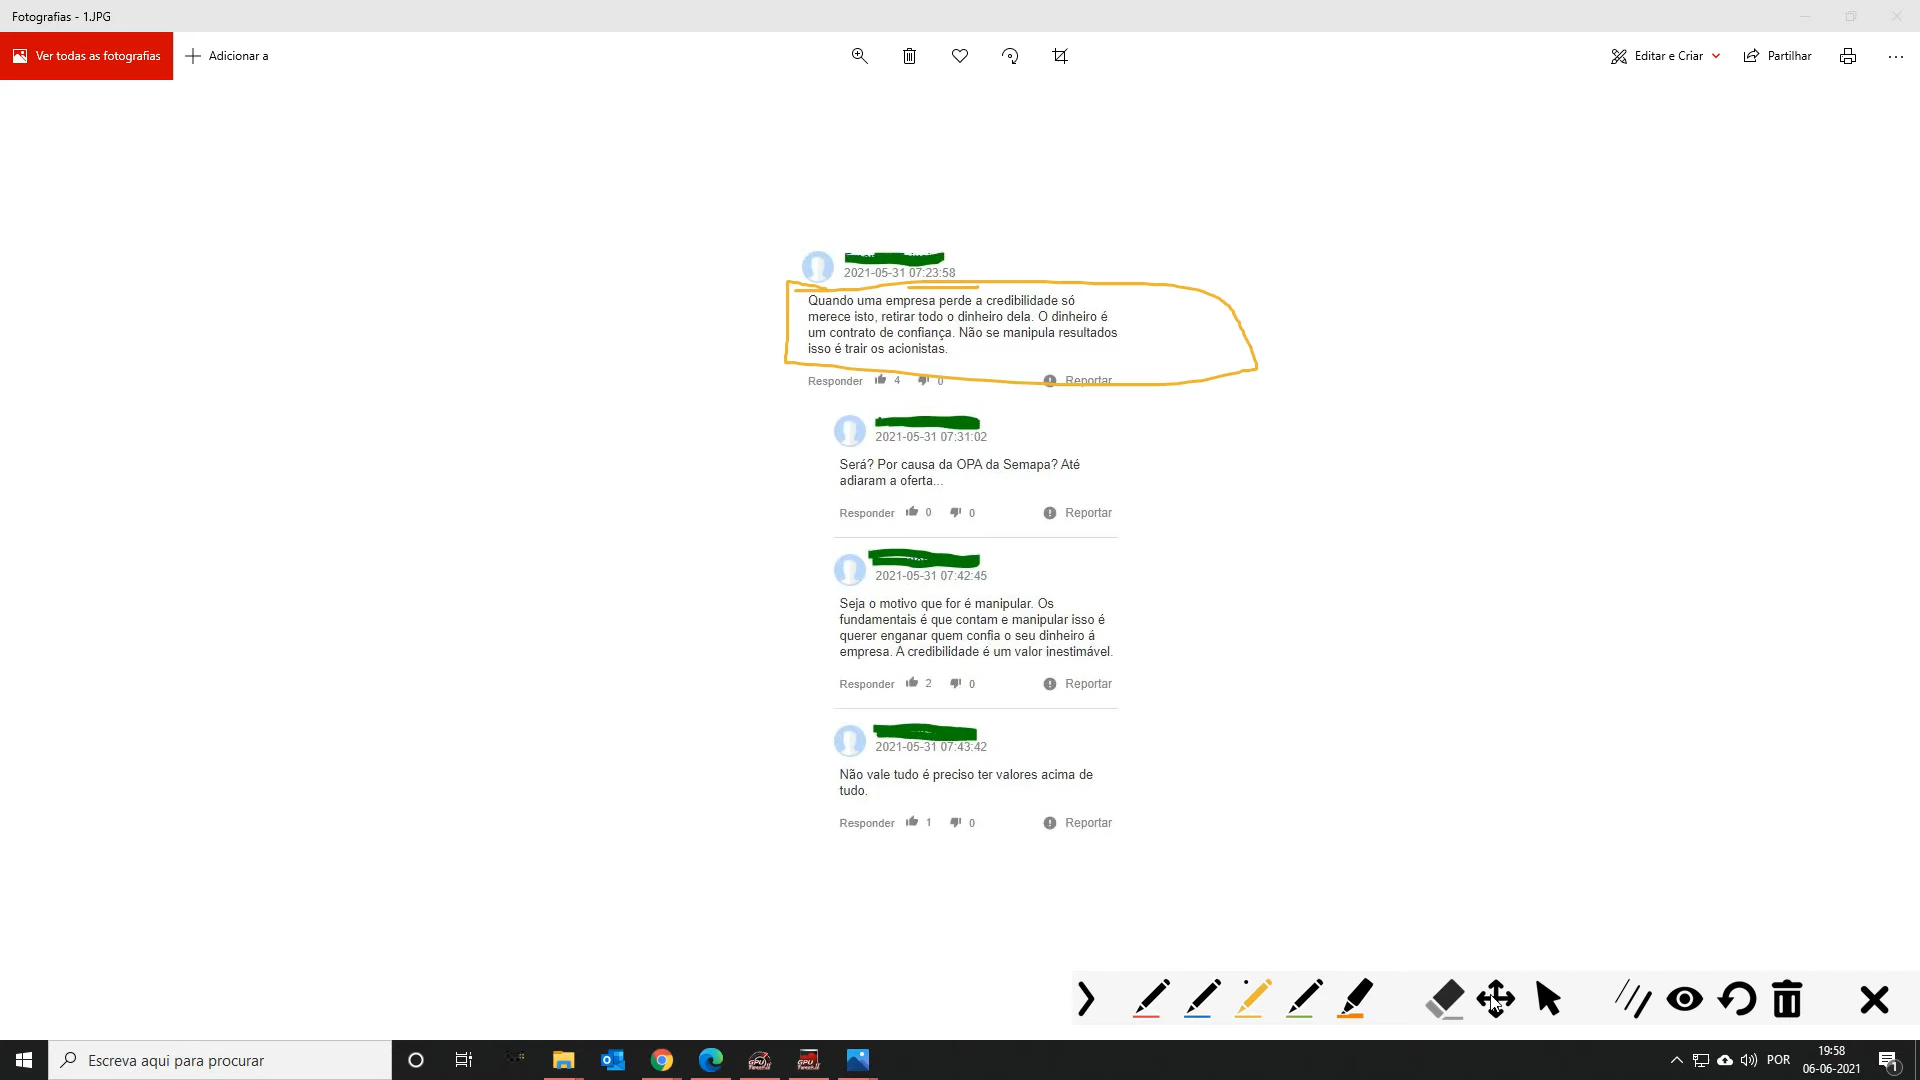 Fotografias - 1.JPG
Ver todas as fotografias
Adicionar a
Editar e Criar
Partilhar
2021-05-31 07:23:58
Quando uma empresa perde a credibilidade só
merece isto, retirar todo o dinheiro dela. O dinheiro é
um contrato de confiança. Não se manipula resultados
isso é trair os acionistas.
Responder 4 0 Reportar
2021-05-31 07:31:02
Será? Por causa da OPA da Semapa? Até
adiaram a oferta...
Responder 0 0 Reportar
2021-05-31 07:42:45
Seja o motivo que for é manipular. Os
fundamentais é que contam e manipular isso é
querer enganar quem confia o seu dinheiro á
empresa. A credibilidade é um valor inestimável.
Responder 2 0 Reportar
2021-05-31 07:43:42
Não vale tudo é preciso ter valores acima de
tudo.
Responder 1 0 Reportar
Escreva aqui para procurar
POR
19:58
06-06-2021
1